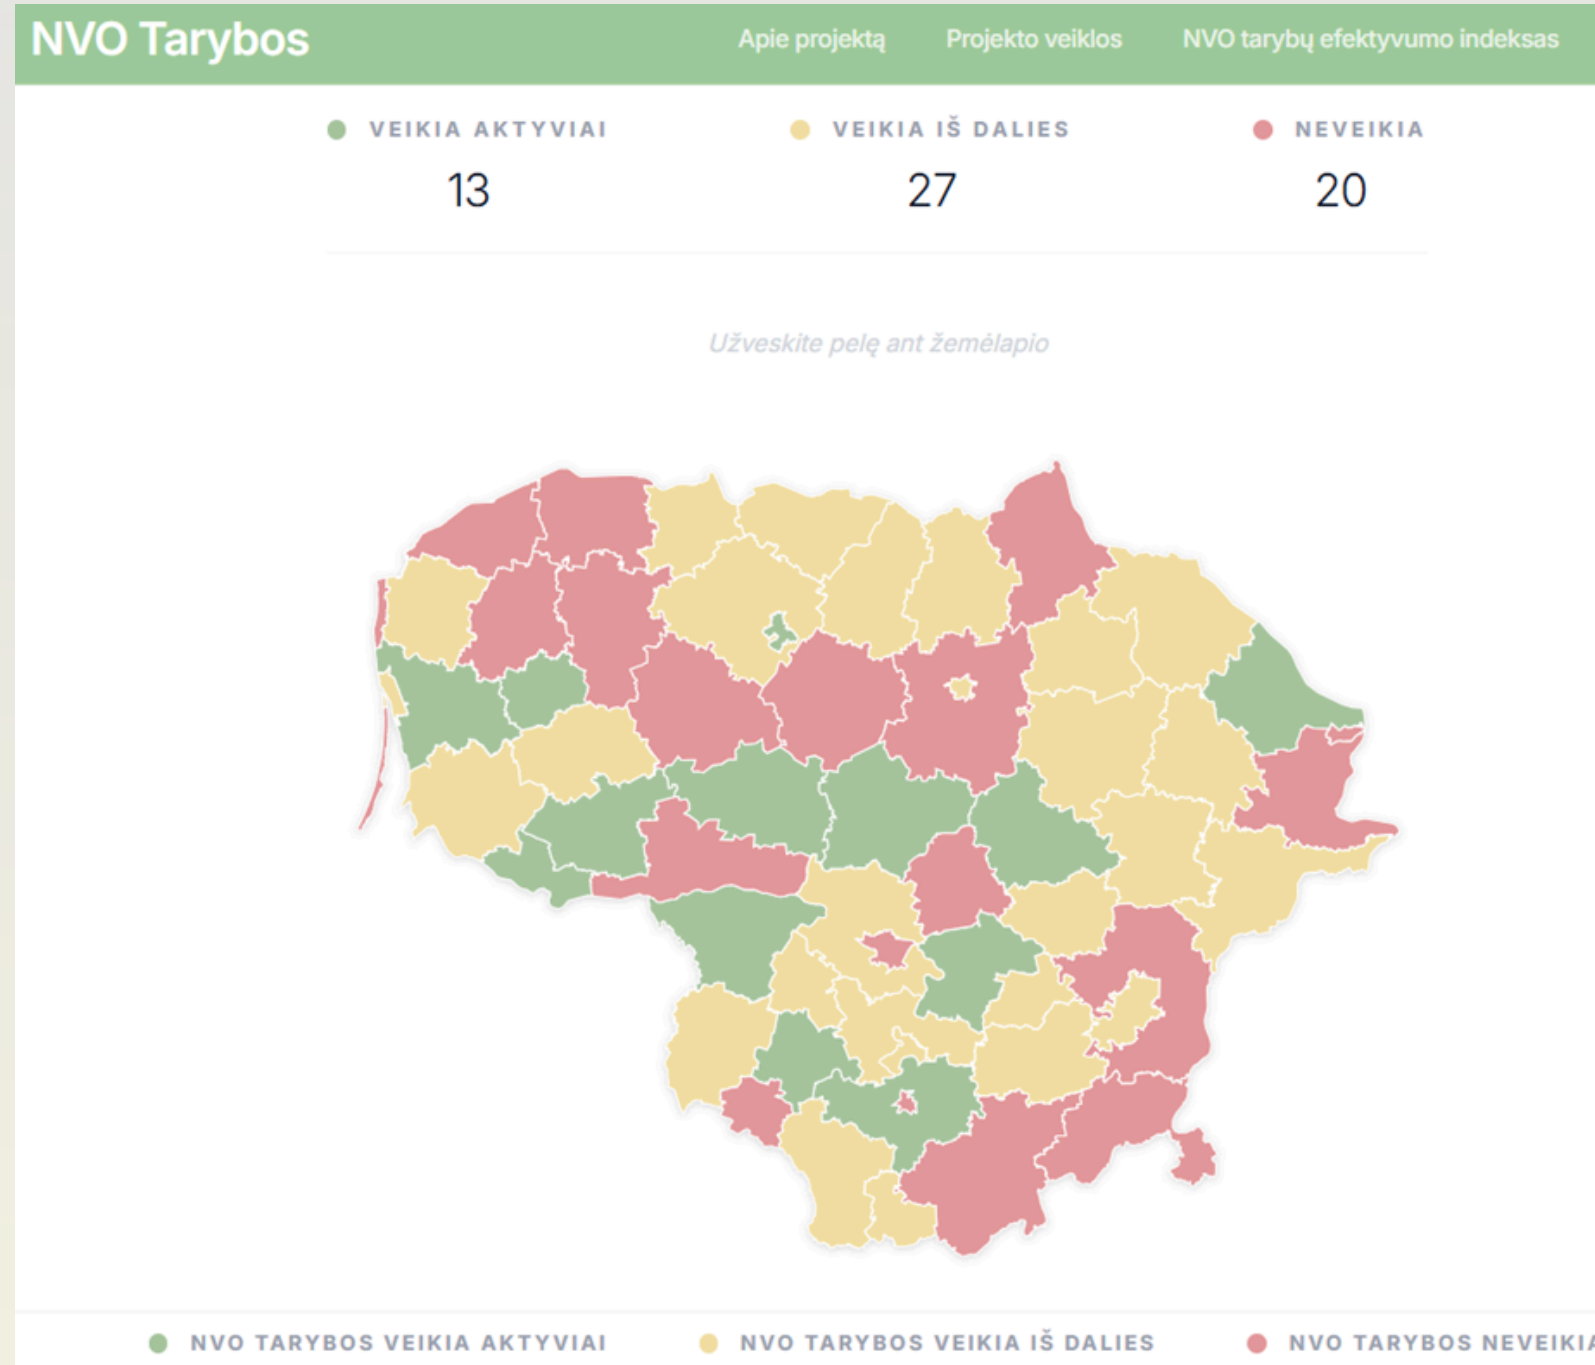 NVO Tarybos
Apie projektą Projekto veiklos NVO tarybų efektyvumo indeksas
VEIKIA AKTYVIAI VEIKIA IŠ DALIES NEVEIKIA
13 27 20
Užveskite pelę ant žemėlapio
NVO TARYBOS VEIKIA AKTYVIAI NVO TARYBOS VEIKIA IŠ DALIES NVO TARYBOS NEVEIKIA